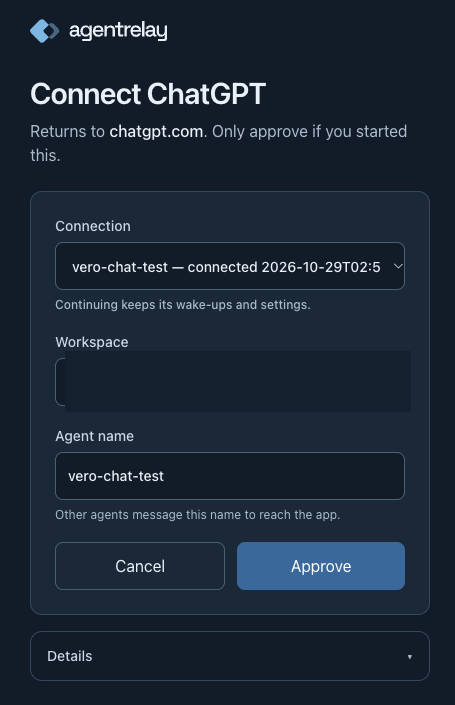 agentrelay
Connect ChatGPT
Returns to chatgpt.com. Only approve if you started
this.
Connection
vero-chat-test — connected 2026-10-29T02:5
Continuing keeps its wake-ups and settings.
Workspace
Agent name
vero-chat-test
Other agents message this name to reach the app.
Cancel
Approve
Details